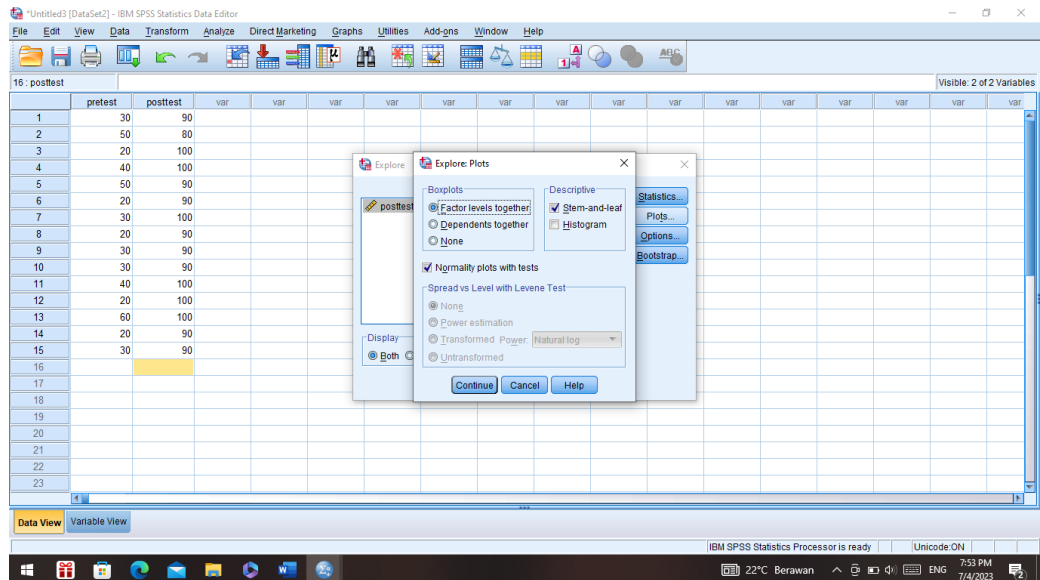 *Untitled3 [DataSet2] - IBM SPSS Statistics Data Editor
File Edit View Data Transform Analyze Direct Marketing Graphs Utilities Add-ons Window Help
16 : posttest
Visible: 2 of 2 Variables
pretest posttest var var var var var var var var var var var var var var var
1 30 90
2 50 80
3 20 100
4 40 100
5 50 90
6 20 90
7 30 100
8 20 90
9 30 90
10 30 90
11 40 100
12 20 100
13 60 100
14 20 90
15 30 90
16
17
18
19
20
21
22
23
Explore
posttest
Display
Both
Statistics...
Plots...
Options...
Bootstrap...
Explore: Plots
Boxplots
Factor levels together
Dependents together
None
Descriptive
Stem-and-leaf
Histogram
Normality plots with tests
Spread vs Level with Levene Test
None
Power estimation
Transformed Power: Natural log
Untransformed
Continue Cancel Help
Data View Variable View
IBM SPSS Statistics Processor is ready Unicode:ON
22°C Berawan ENG 7:53 PM
7/4/2023
2